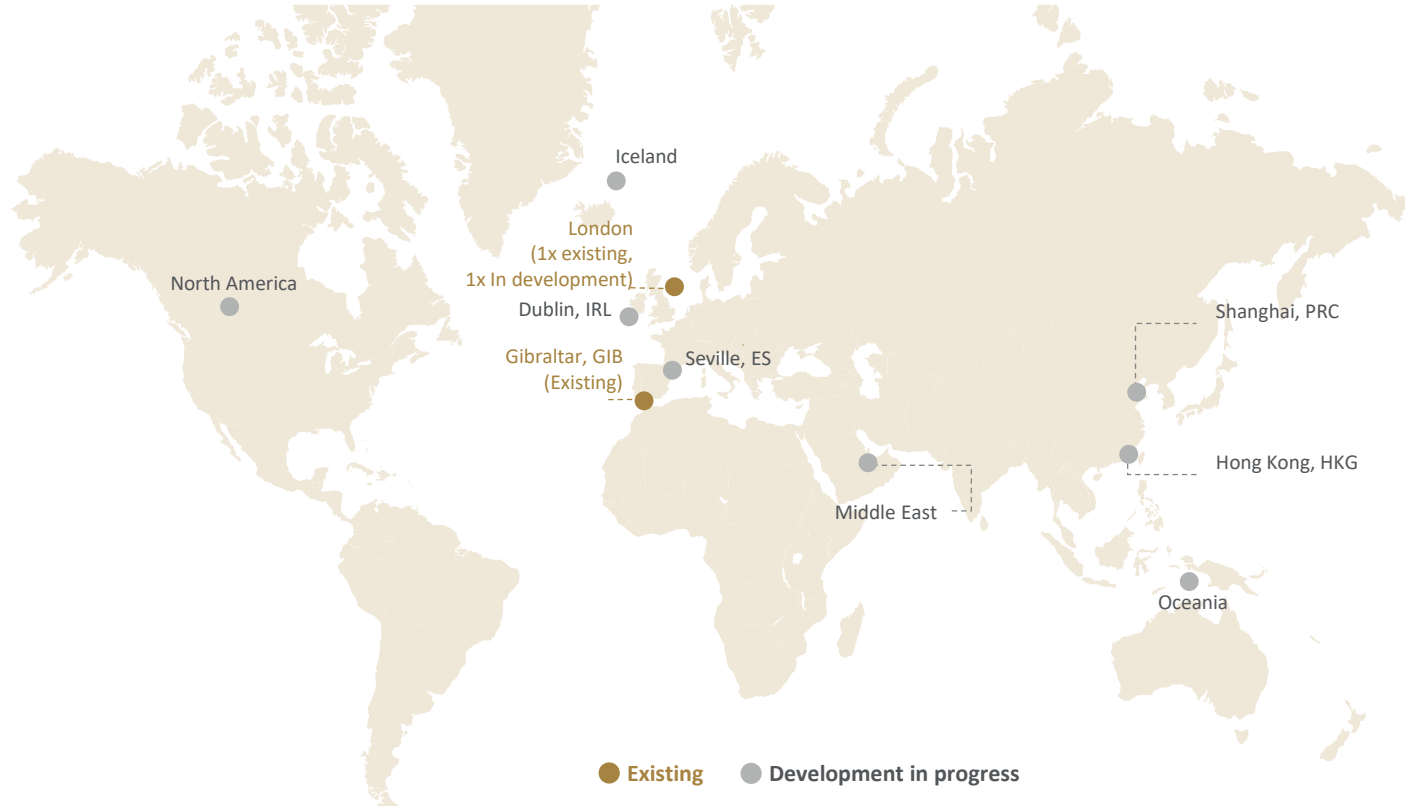 Iceland
London
(1x existing,
1x In development)
North America
Dublin, IRL
Shanghai, PRC
Gibraltar, GIB
(Existing)
Seville, ES
Hong Kong, HKG
Middle East
Oceania
Existing
Development in progress